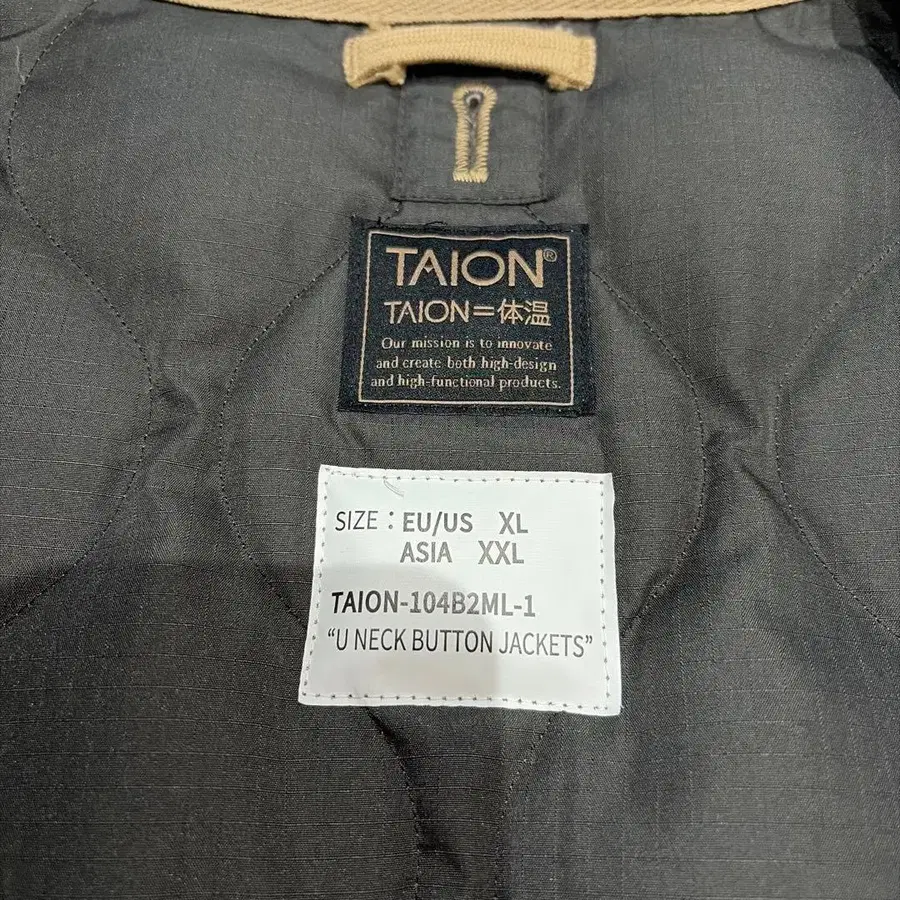 TAION®
TAION=体温
Our mission is to innovate
and create both high-design
and high-functional products.
SIZE : EU/US XL
ASIA XXL
TAION-104B2ML-1
“U NECK BUTTON JACKETS”